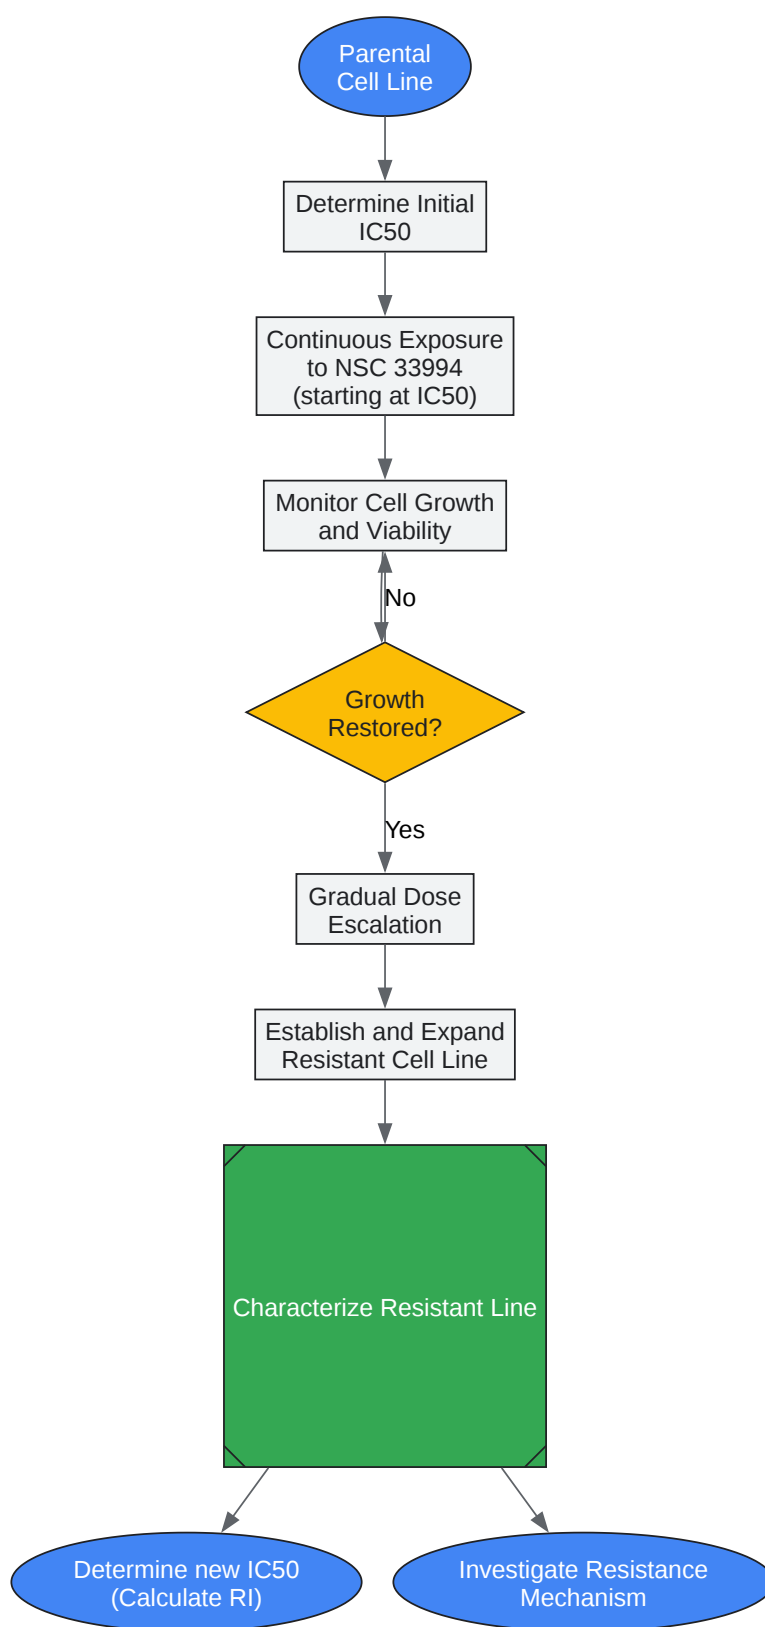 Parental
Cell Line
Determine Initial
IC50
Continuous Exposure
to NSC 33994
(starting at IC50)
Monitor Cell Growth
and Viability
No
Growth
Restored?
Yes
Gradual Dose
Escalation
Establish and Expand
Resistant Cell Line
Characterize Resistant Line
Determine new IC50
(Calculate RI)
Investigate Resistance
Mechanism